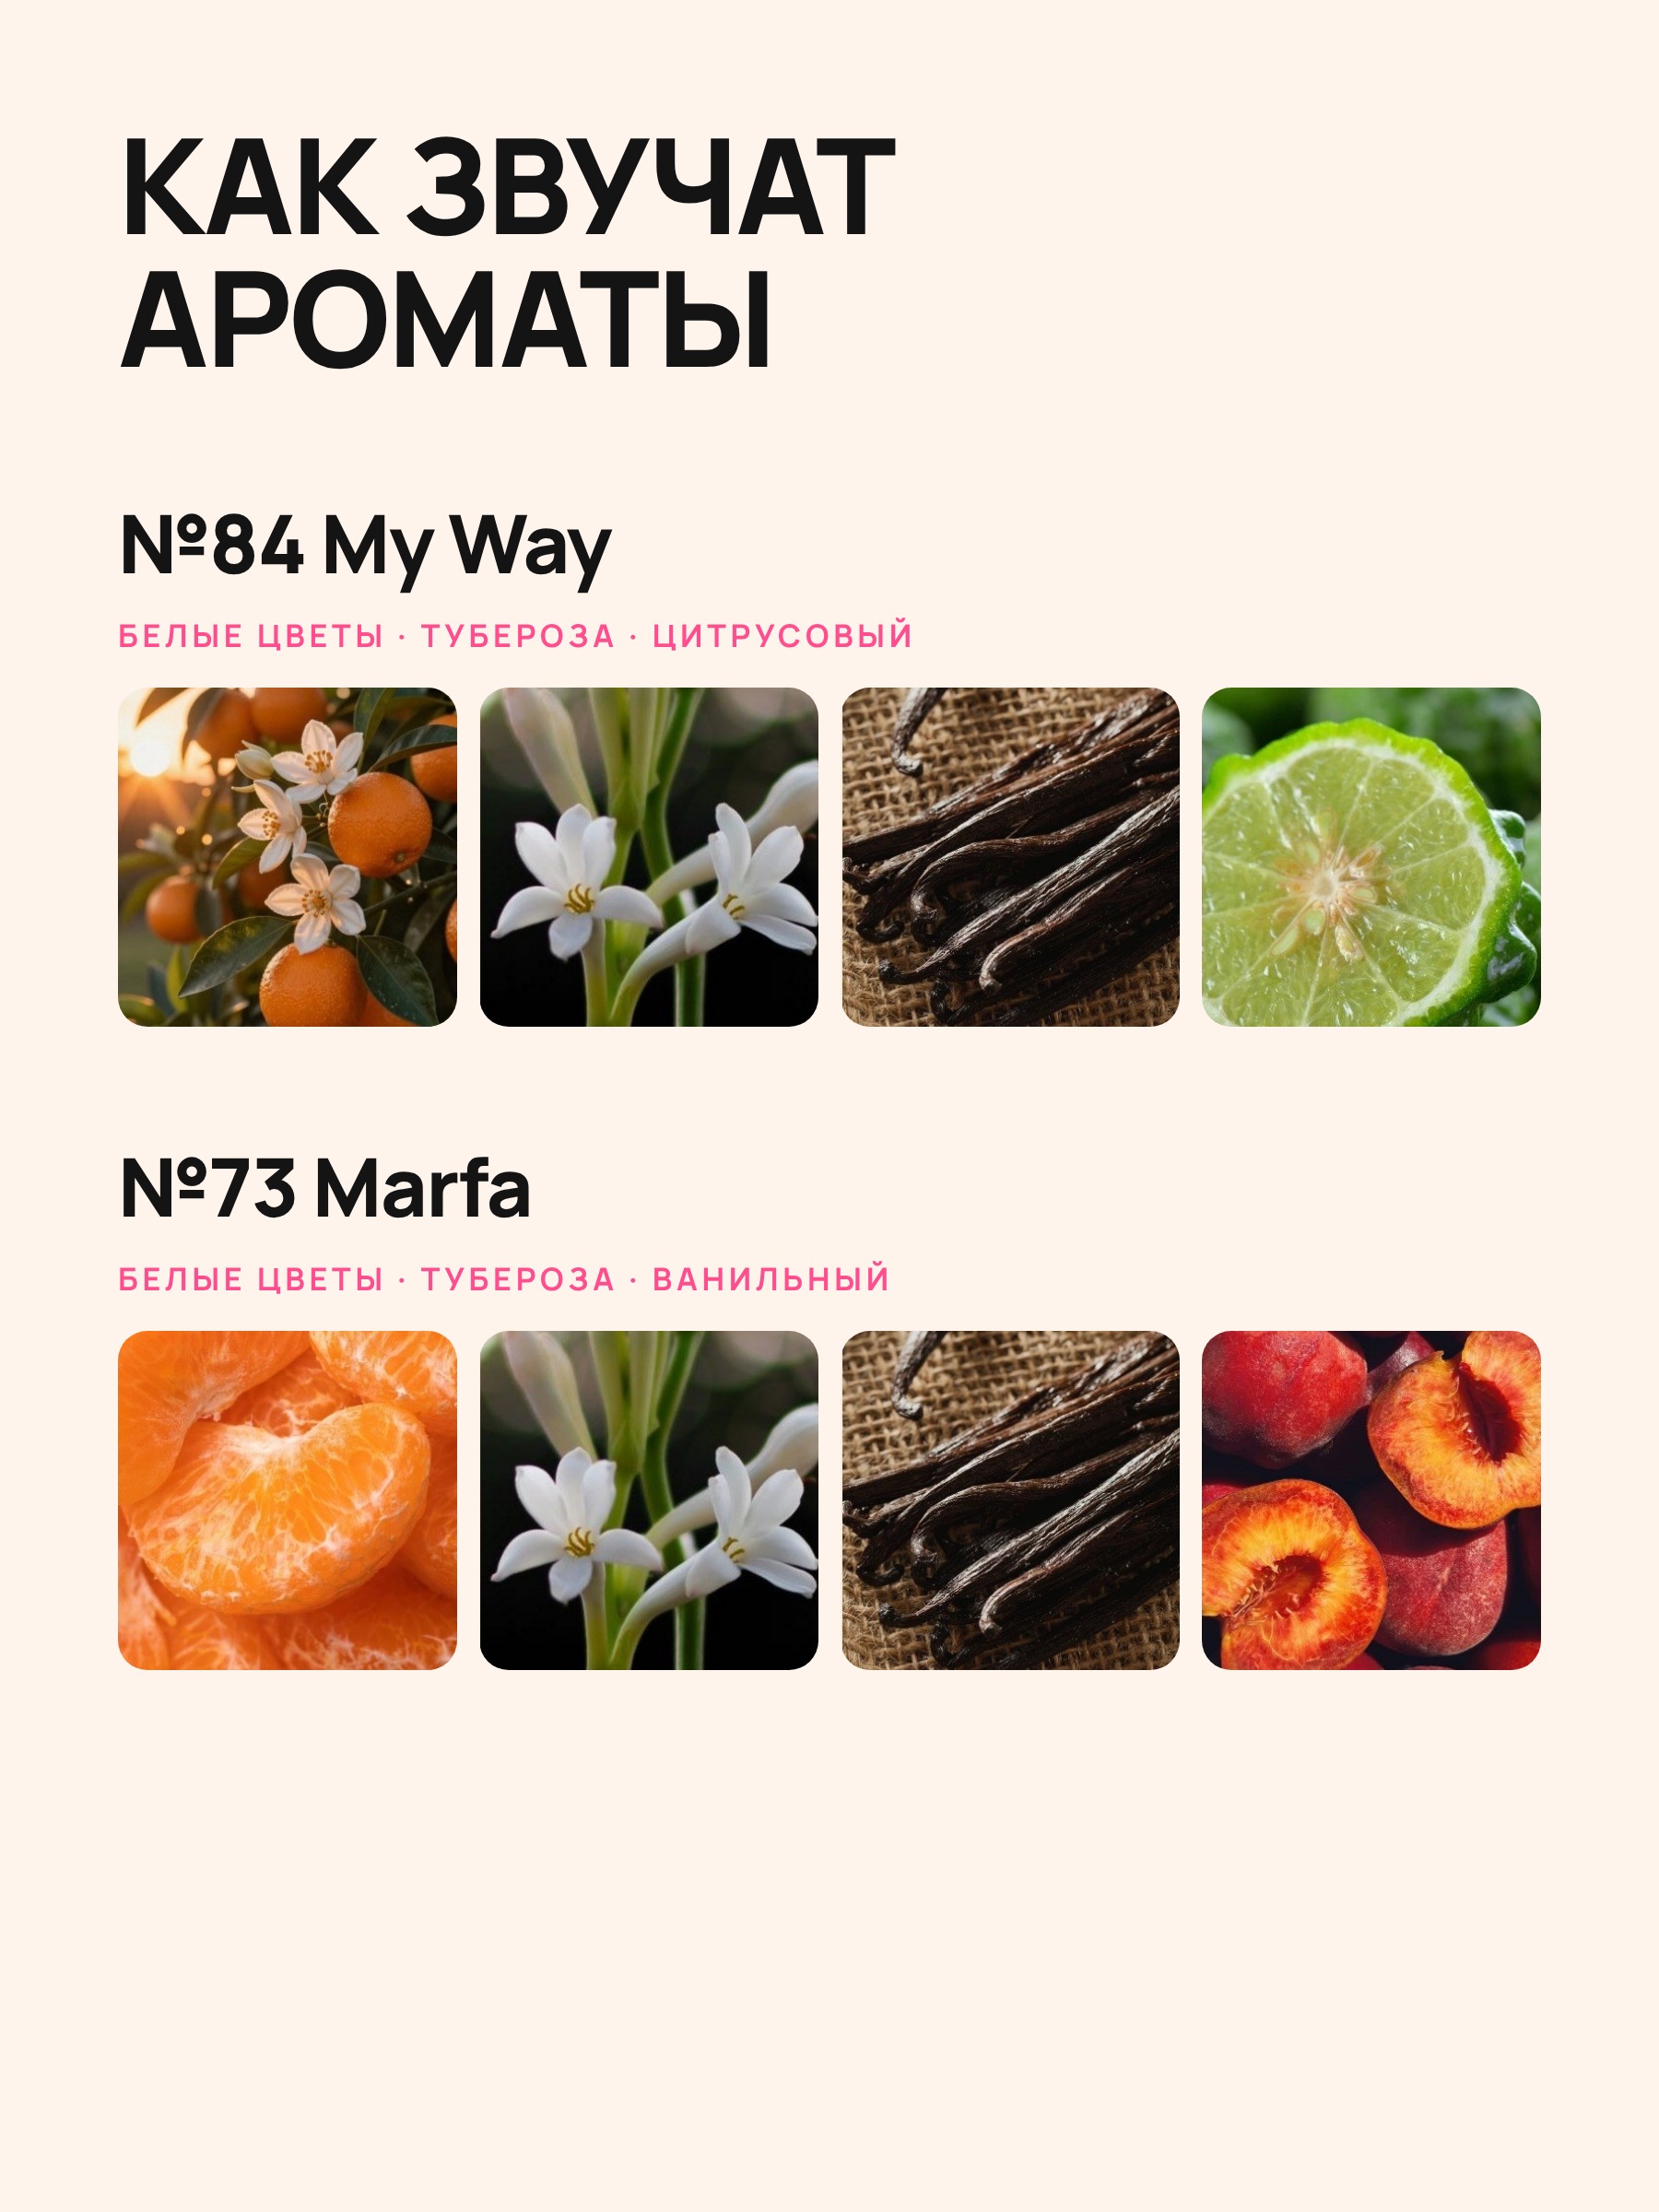 КАК ЗВУЧАТ
АРОМАТЫ
№84 My Way
БЕЛЫЕ ЦВЕТЫ · ТУБЕРОЗА · ЦИТРУСОВЫЙ
№73 Marfa
БЕЛЫЕ ЦВЕТЫ · ТУБЕРОЗА · ВАНИЛЬНЫЙ